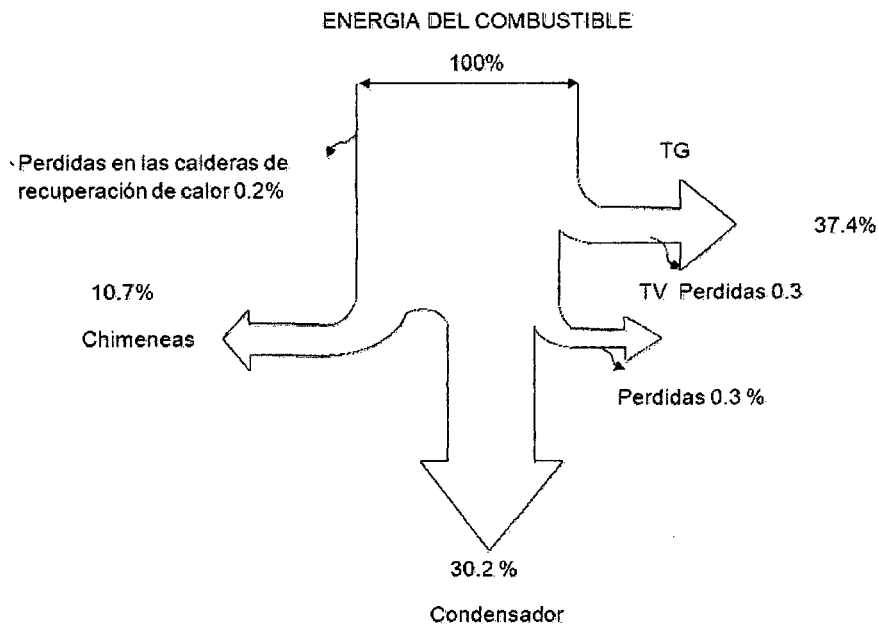 ENERGIA DEL COMBUSTIBLE
100%
Perdidas en las calderas de
recuperación de calor 0.2%
TG
37.4%
10.7%
TV Perdidas 0.3
Chimeneas
Perdidas 0.3 %
30.2 %
Condensador